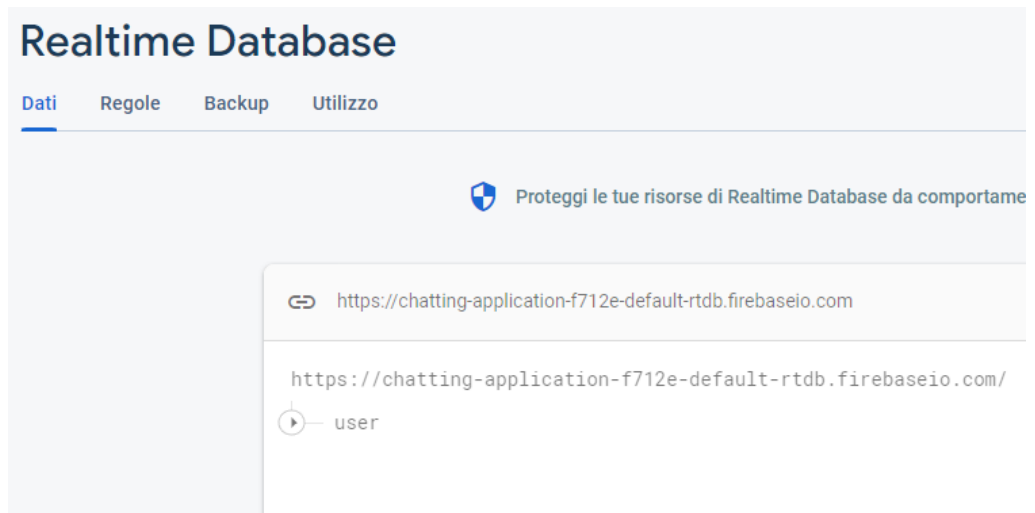 Realtime Database
Dati Regole Backup Utilizzo
Proteggi le tue risorse di Realtime Database da comportame
https://chatting-application-f712e-default-rtdb.firebaseio.com
https://chatting-application-f712e-default-rtdb.firebaseio.com/
user